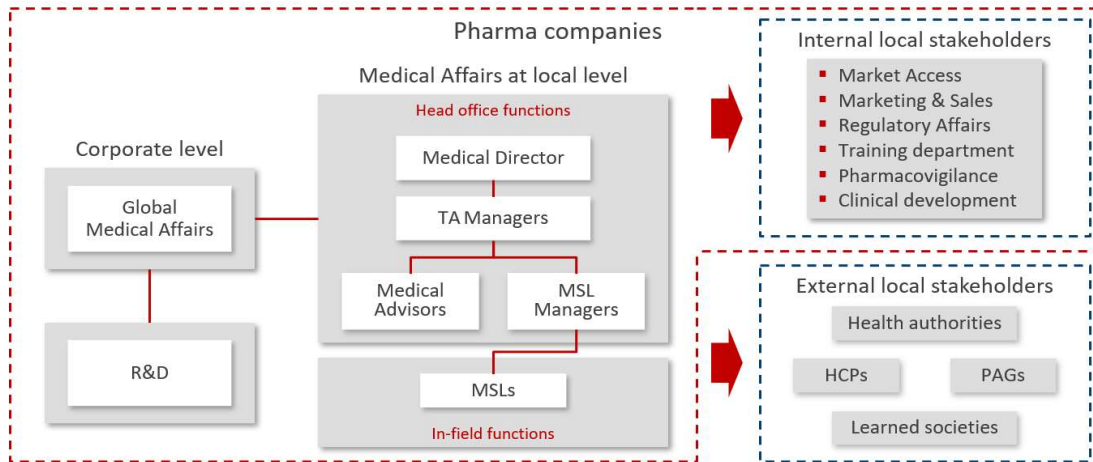 Pharma companies
Corporate level
Global
Medical Affairs
R&D
Medical Affairs at local level
Head office functions
Medical Director
TA Managers
Medical
Advisors
MSL
Managers
MSLs
In-field functions
Internal local stakeholders
Market Access
Marketing & Sales
Regulatory Affairs
Training department
Pharmacovigilance
Clinical development
External local stakeholders
Health authorities
HCPs
PAGs
Learned societies